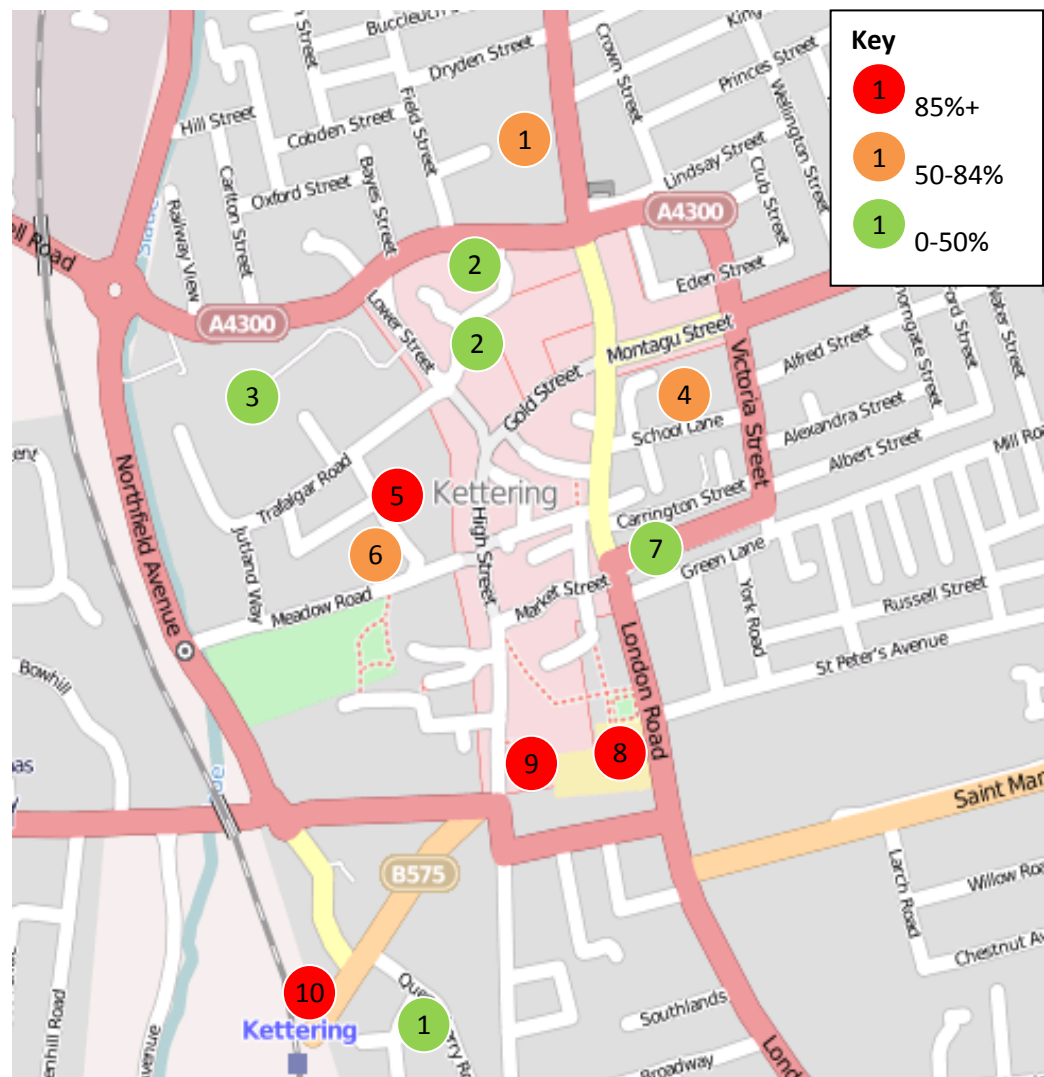 Key
1 85%+
1 50-84%
1 0-50%
Buccleuch
Street
Dryden Street
Crown Street
King
Princes Street
Wellington Street
Hill Street
Cobden Street
Field Street
1
Lindsay Street
Club Street
Carlton Street
Oxford Street
Bayes Street
Railway View
A4300
Road
2
Eden Street
Lower Street
A4300
Montagu Street
2
Victoria Street
Alfred Street
Gold Street
3
4
School Lane
Alexandra Street
Albert Street
Mill
Northfield Avenue
Trafalgar Road
5
Kettering
High Street
Carrington Street
Jutland Way
6
7
Green Lane
Meadow Road
Market Street
York Road
Russell Street
London Road
St Peter's Avenue
Bowhill
9
8
Saint
B575
Larch Road
Willow
Chestnut
10
Kettering
1
Southlands
Broadway
Road